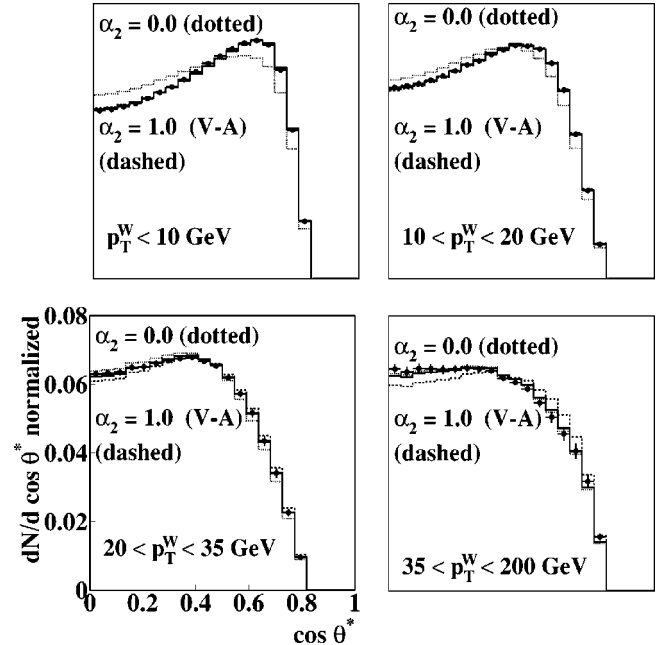 α₂ = 0.0 (dotted)
α₂ = 1.0 (V-A)
(dashed)
p_T^W < 10 GeV
α₂ = 0.0 (dotted)
α₂ = 1.0 (V-A)
(dashed)
10 < p_T^W < 20 GeV
dN/d cos θ* normalized
0.08
0.06
0.04
0.02
0
α₂ = 0.0 (dotted)
α₂ = 1.0 (V-A)
(dashed)
20 < p_T^W < 35 GeV
0 0.2 0.4 0.6 0.8 1
cos θ*
α₂ = 0.0 (dotted)
α₂ = 1.0 (V-A)
(dashed)
35 < p_T^W < 200 GeV